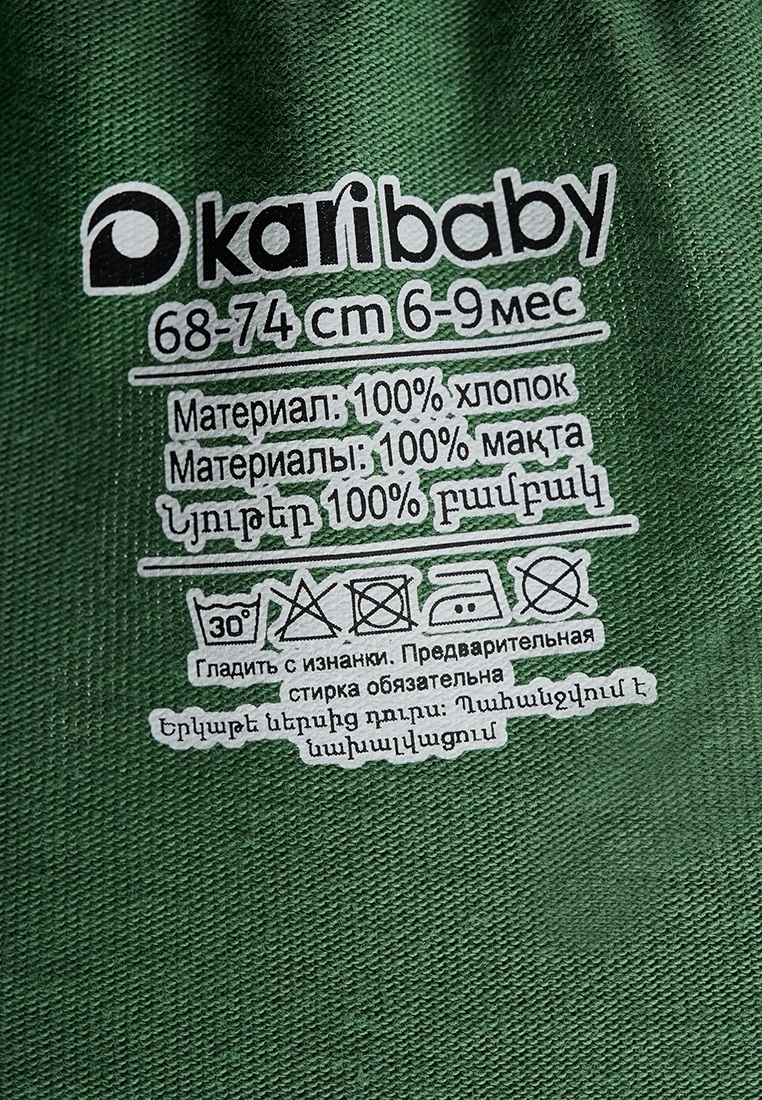 karibaby
68-74 cm 6-9мес
Материал: 100% хлопок
Материалы: 100% мақта
Նյութեր 100% բամբակ
30°
Гладить с изнанки. Предварительная
стирка обязательна
Երկաթե ներսից դուրս: Պահանջվում է
նախալվացում